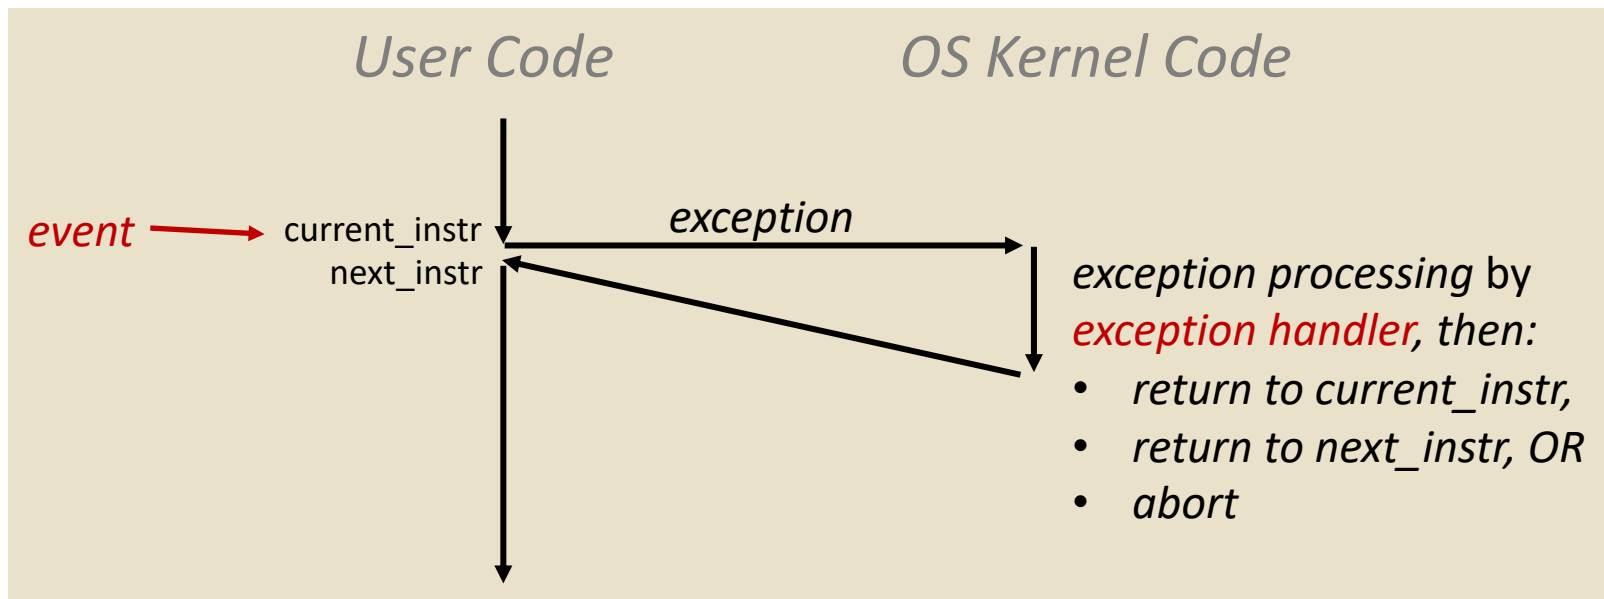 User Code
OS Kernel Code
exception
event
current_instr
next_instr
exception processing by
exception handler, then:
• return to current_instr,
• return to next_instr, OR
• abort